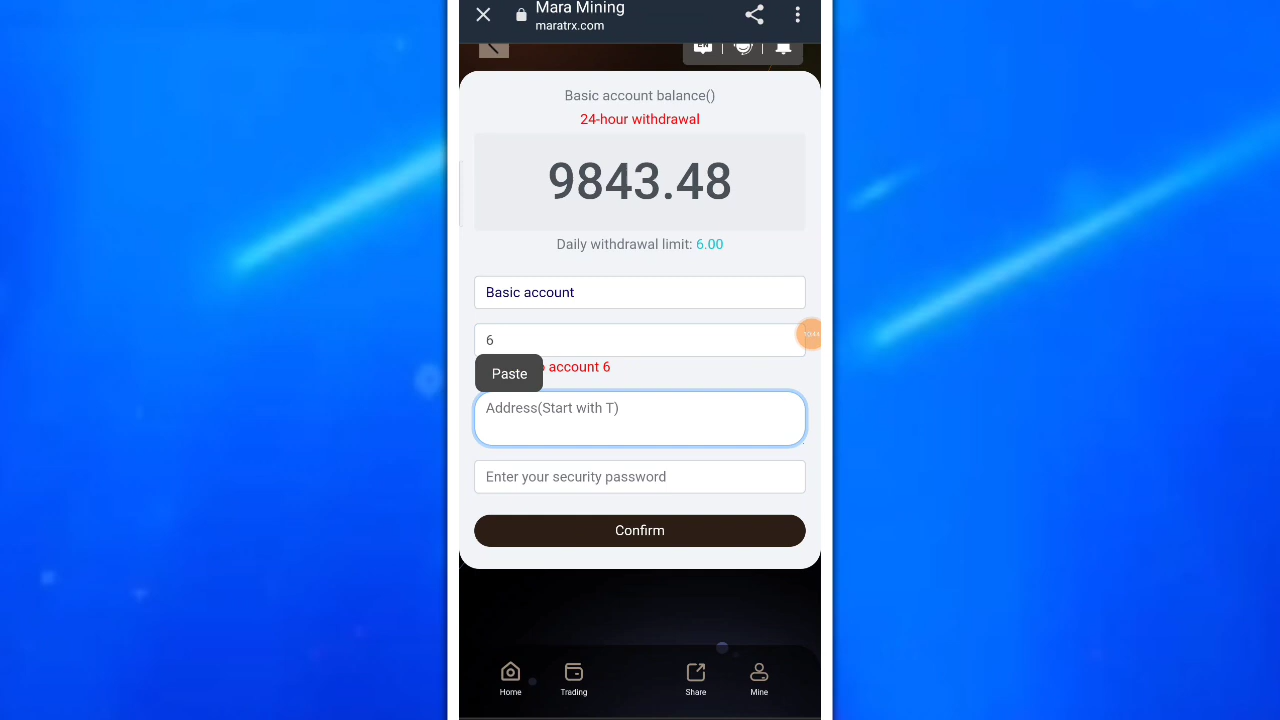 Mara Mining
maratrx.com
EN
Basic account balance()
24-hour withdrawal
9843.48
Daily withdrawal limit: 6.00
Basic account
6
account 6
Paste
Address(Start with T)
Enter your security password
Confirm
Home
Trading
Share
Mine